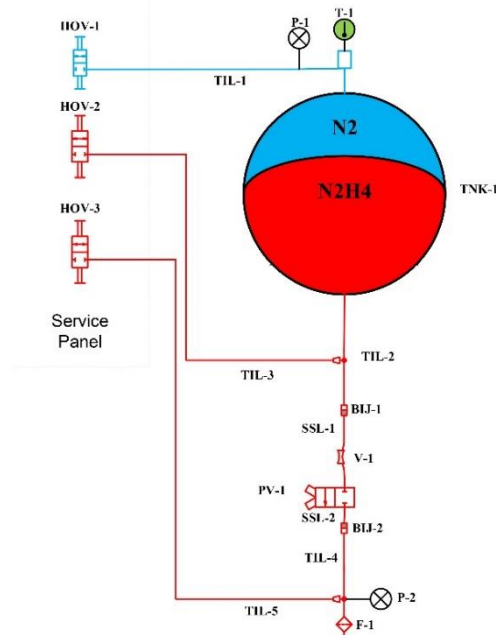 HOV-1
P-1
T-1
TIL-1
HOV-2
N2
HOV-3
N2H4
TNK-1
Service
Panel
TIL-2
TIL-3
BIJ-1
SSL-1
V-1
PV-1
SSL-2
BIJ-2
TIL-4
TIL-5
P-2
F-1